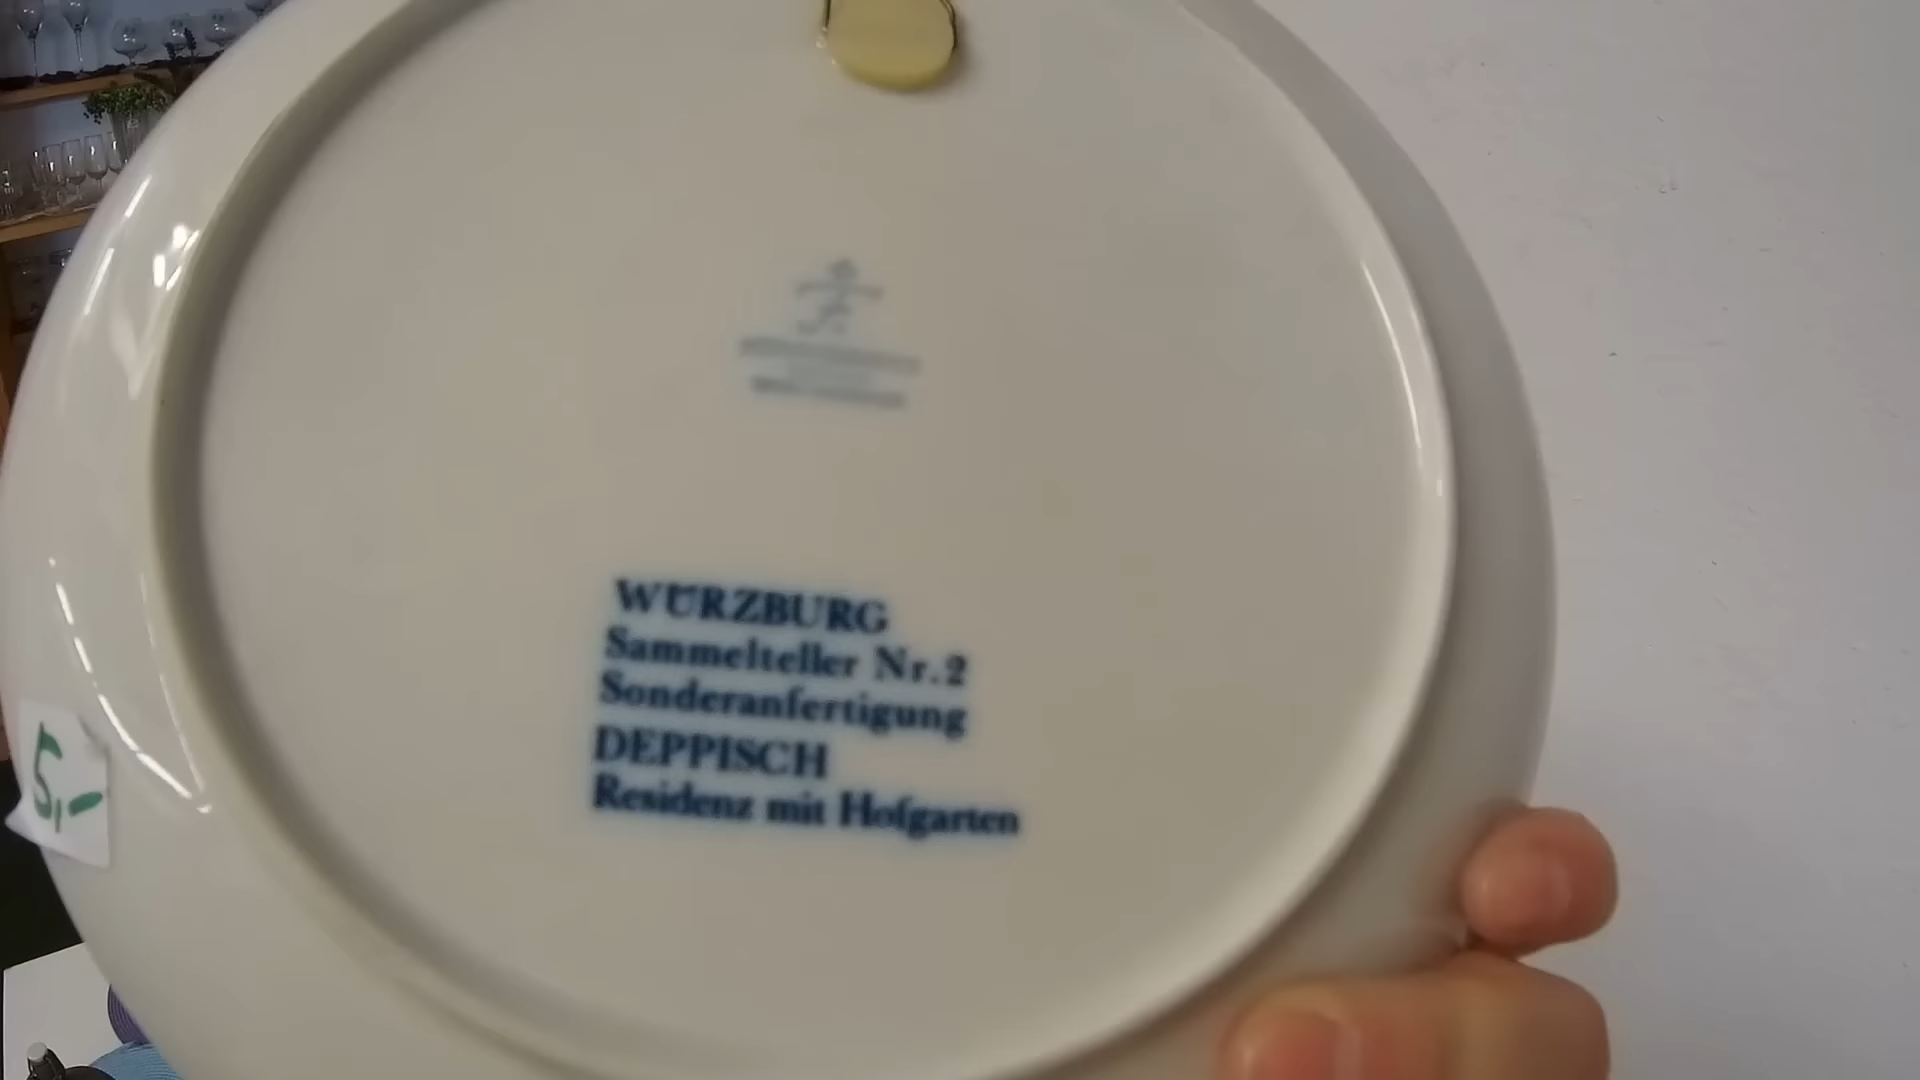 WÜRZBURG
Sammelteller Nr. 2
Sonderanfertigung
DEPPISCH
Residenz mit Hofgarten
5,-